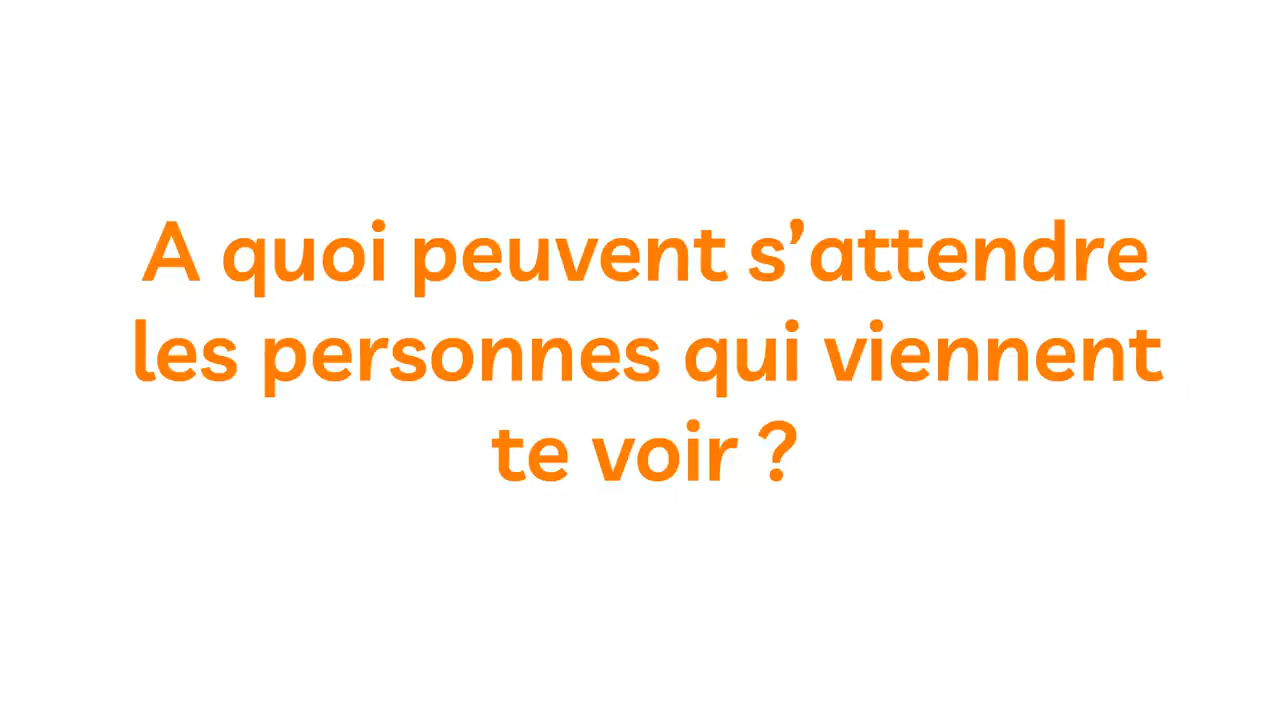 A quoi peuvent s’attendre
les personnes qui viennent
te voir ?